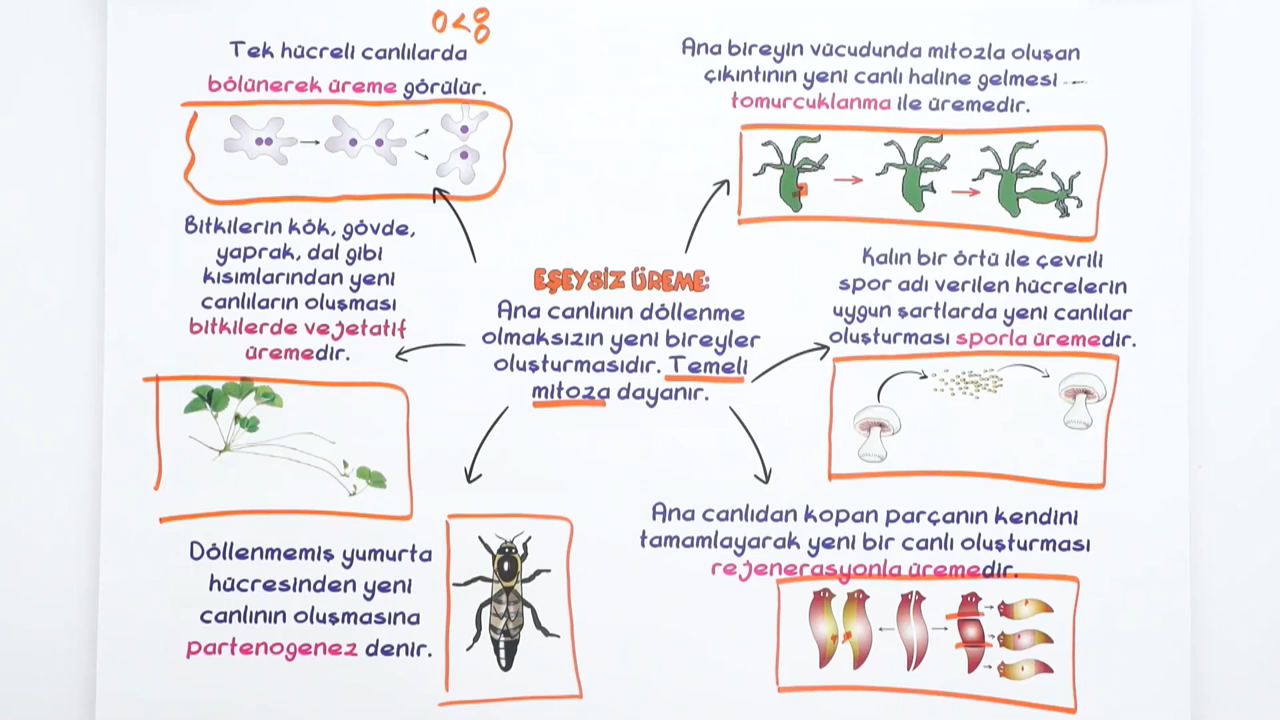 Tek hücreli canlılarda
bölünerek üreme görülür.
Ana bireyin vücudunda mitozla oluşan
çıkıntının yeni canlı haline gelmesi
tomurcuklanma ile üremedir.
Bitkilerin kök, gövde,
yaprak, dal gibi
kısımlarından yeni
canlıların oluşması
bitkilerde vejetatif
üremedir.
EŞEYSİZ ÜREME:
Ana canlının döllenme
olmaksızın yeni bireyler
oluşturmasıdır. Temeli
mitoza dayanır.
Kalın bir örtü ile çevrili
spor adı verilen hücrelerin
uygun şartlarda yeni canlılar
oluşturması sporla üremedir.
Döllenmemiş yumurta
hücresinden yeni
canlının oluşmasına
partenogenez denir.
Ana canlıdan kopan parçanın kendini
tamamlayarak yeni bir canlı oluşturması
rejenerasyonla üremedir.